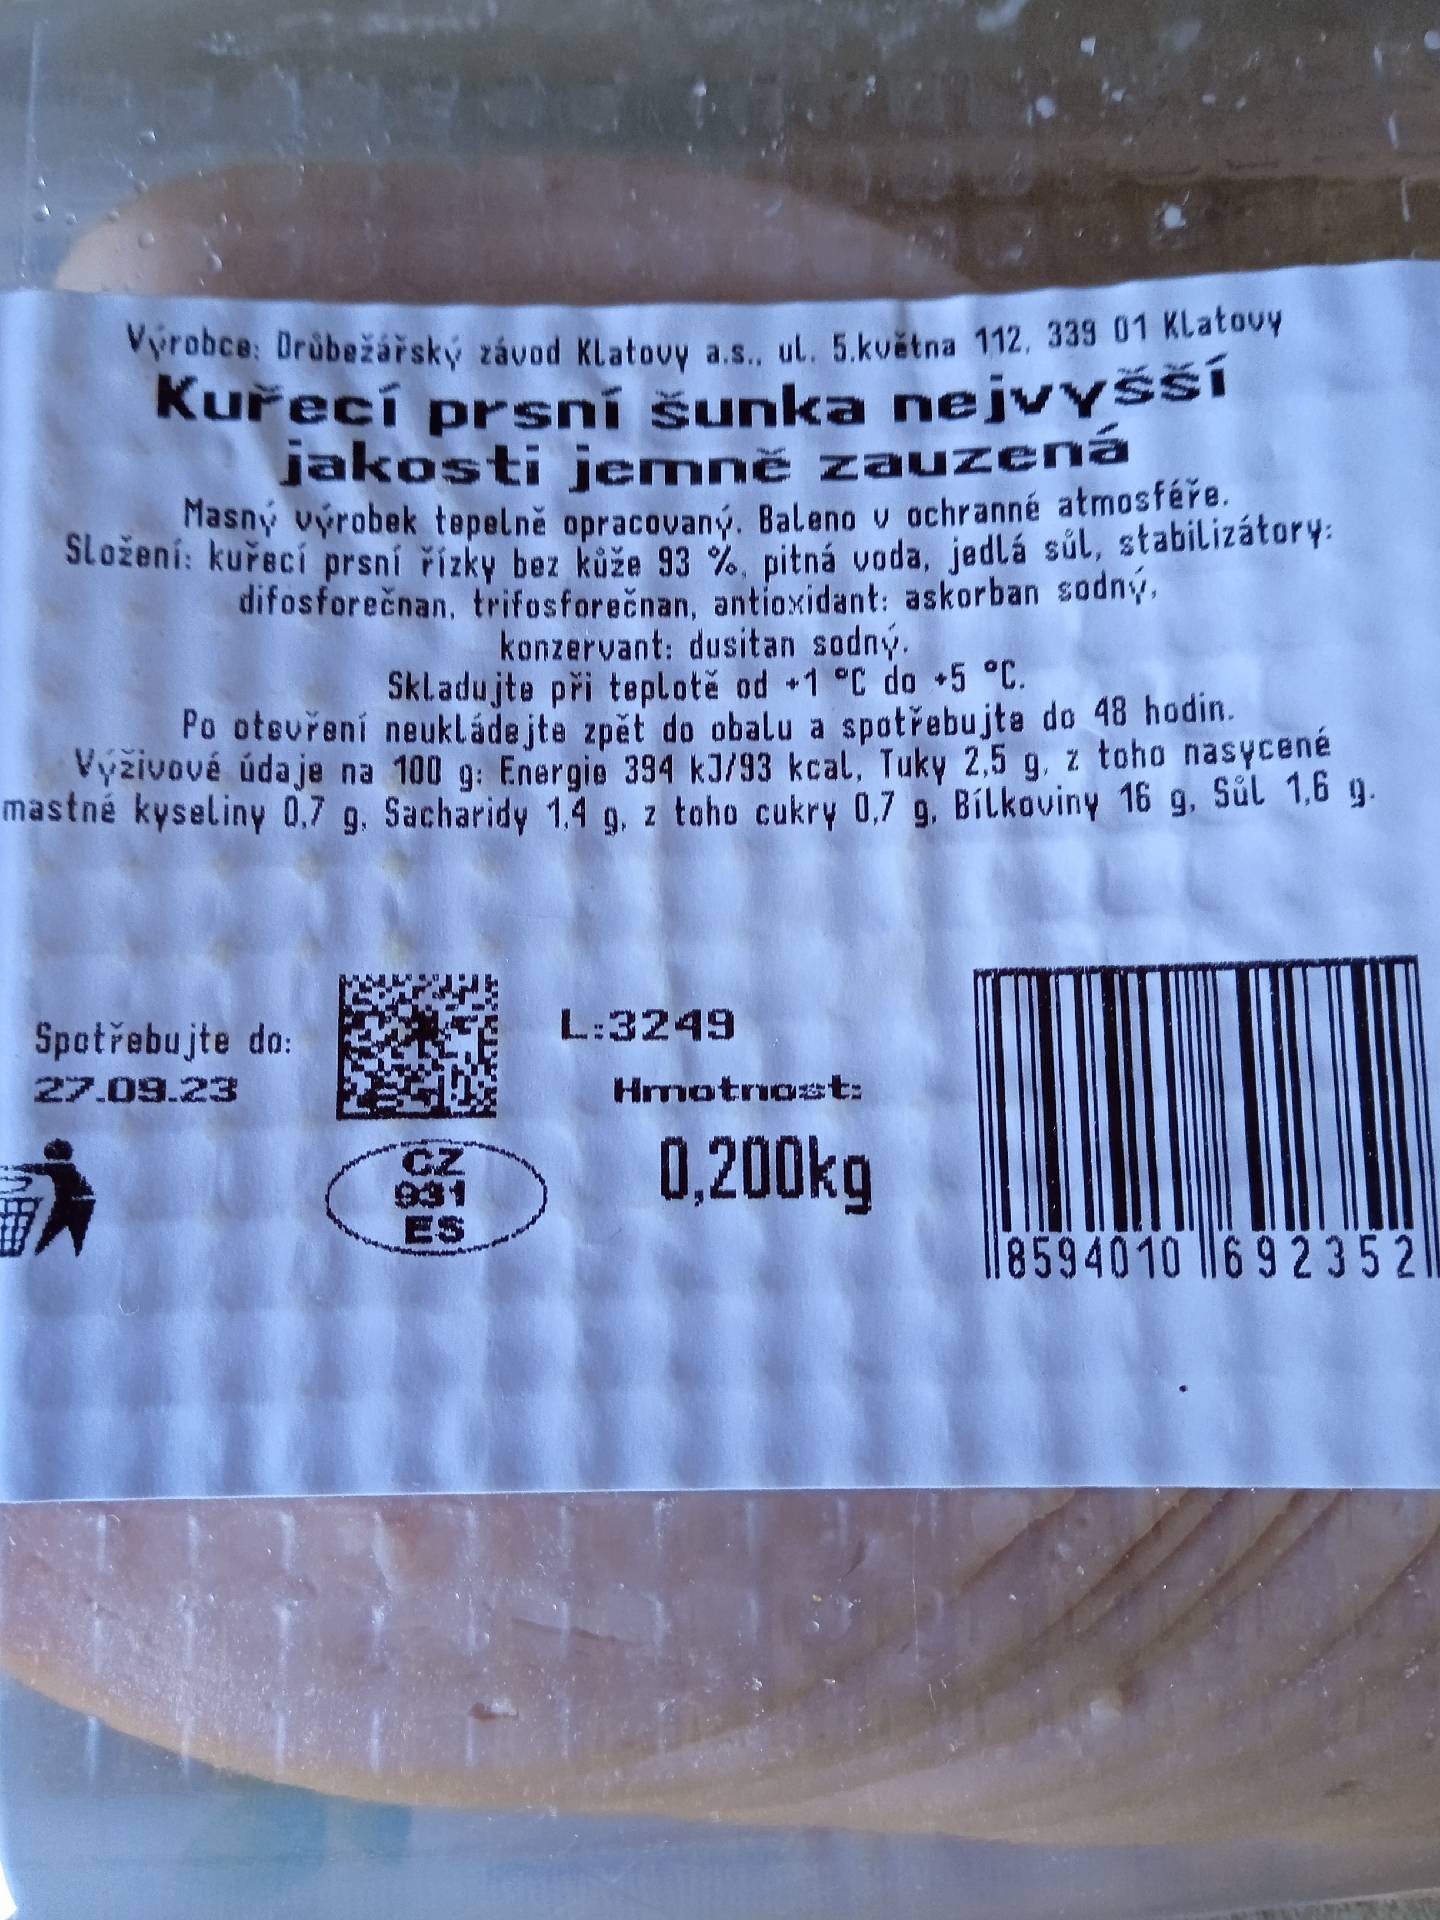 Výrobce: Drůbežářský závod Klatovy a.s., ul. 5.května 112, 339 01 Klatovy
Kuřecí prsní šunka nejvyšší
jakosti jemně zauzená
Masný výrobek tepelně opracovaný. Baleno v ochranné atmosféře.
Složení: kuřecí prsní řízky bez kůže 93 %, pitná voda, jedlá sůl, stabilizátory:
difosforečnan, trifosforečnan, antioxidant: askorban sodný,
konzervant: dusitan sodný.
Skladujte při teplotě od +1 °C do +5 °C.
Po otevření neukládejte zpět do obalu a spotřebujte do 48 hodin.
Výživové údaje na 100 g: Energie 394 kJ/93 kcal, Tuky 2,5 g, z toho nasycené
mastné kyseliny 0,7 g, Sacharidy 1,4 g, z toho cukry 0,7 g, Bílkoviny 16 g, Sůl 1,6 g.
Spotřebujte do:
27.09.23
L:3249
Hmotnost:
0,200kg
CZ
931
ES
8594010 692352